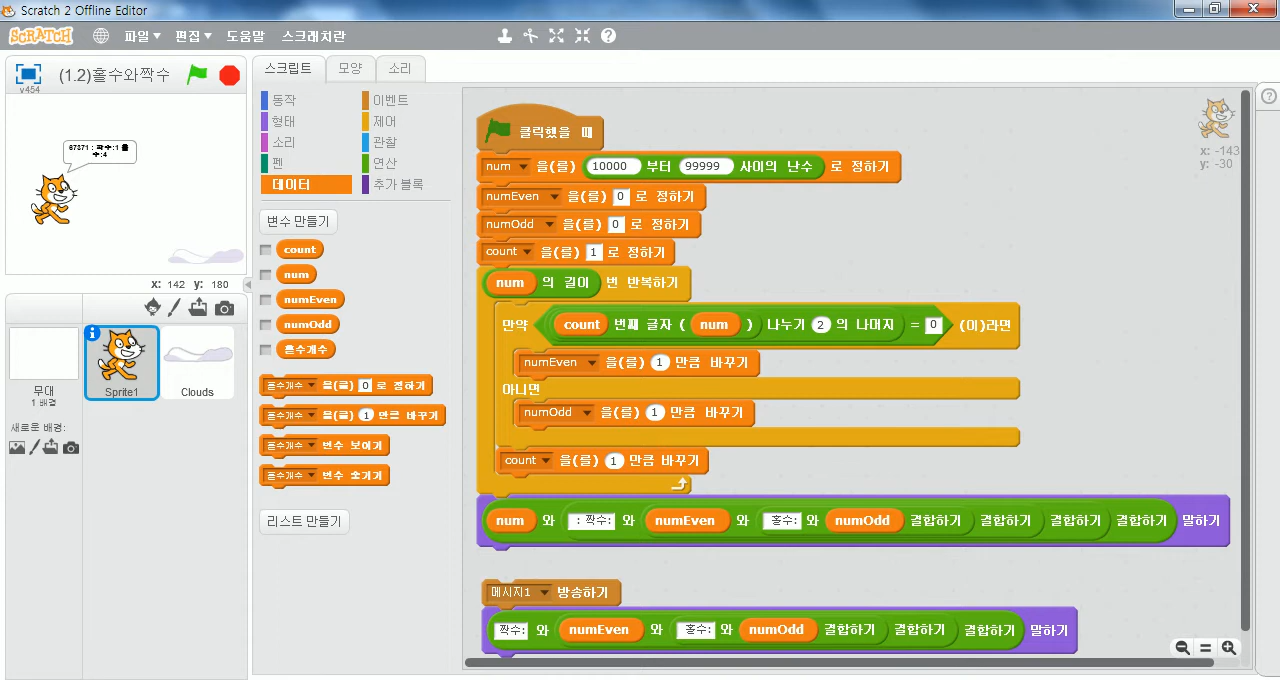 Scratch 2 Offline Editor
SCRATCH 파일 편집 도움말 스크래치란
(1.2)홀수와짝수
v454
67371 : 짝수:1 홀
수:4
x: 142 y: 180
무대
1 배경
새로운 배경:
Sprite1
Clouds
스크립트 모양 소리
동작 이벤트
형태 제어
소리 관찰
펜 연산
데이터 추가 블록
변수 만들기
count
num
numEven
numOdd
홀수개수
홀수개수 을(를) 0 로 정하기
홀수개수 을(를) 1 만큼 바꾸기
홀수개수 변수 보이기
홀수개수 변수 숨기기
리스트 만들기
클릭했을 때
num 을(를) 10000 부터 99999 사이의 난수 로 정하기
numEven 을(를) 0 로 정하기
numOdd 을(를) 0 로 정하기
count 을(를) 1 로 정하기
num 의 길이 번 반복하기
만약 count 번째 글자 ( num ) 나누기 2 의 나머지 = 0 (이)라면
numEven 을(를) 1 만큼 바꾸기
아니면
numOdd 을(를) 1 만큼 바꾸기
count 을(를) 1 만큼 바꾸기
num 와 : 짝수: 와 numEven 와 홀수: 와 numOdd 결합하기 결합하기 결합하기 결합하기 말하기
메시지1 방송하기
짝수: 와 numEven 와 홀수: 와 numOdd 결합하기 결합하기 결합하기 말하기
x: -143
y: -30